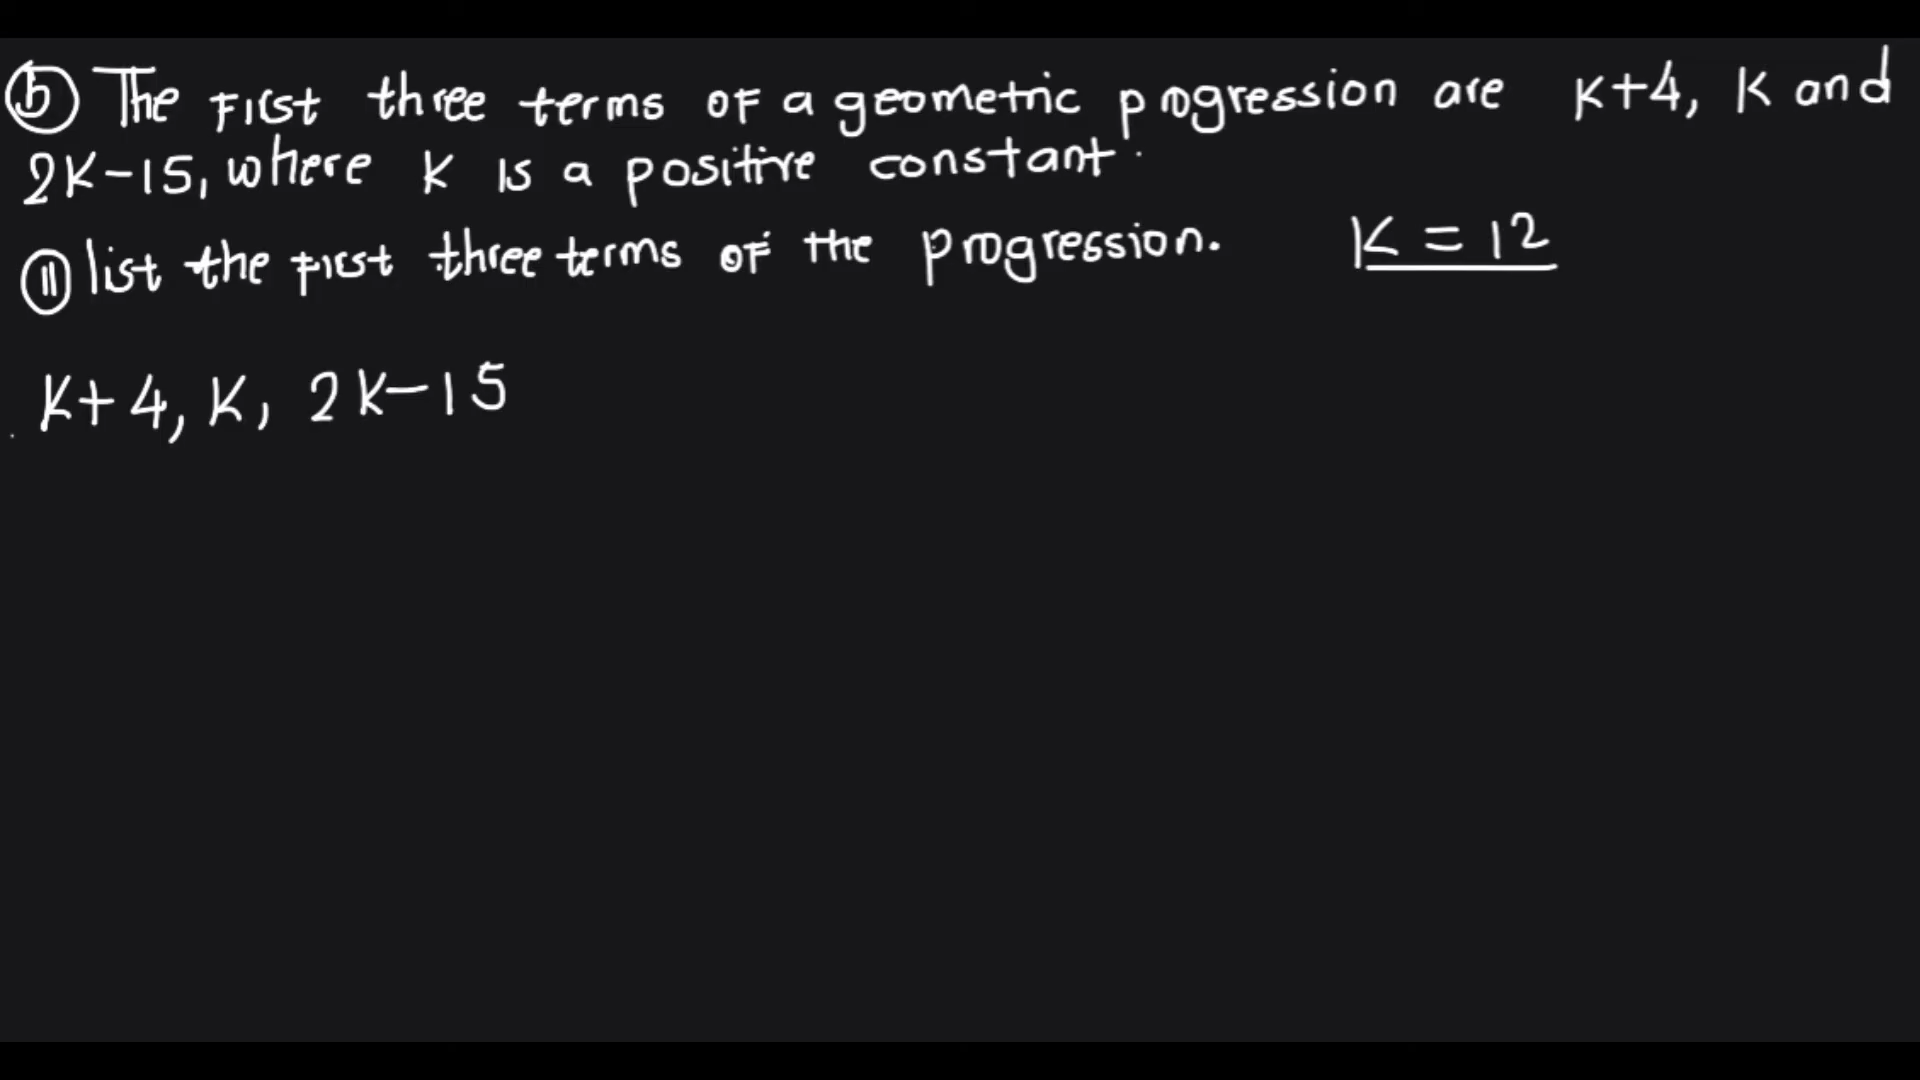 (b) The first three terms of a geometric progression are K+4, K and
2K-15, where K is a positive constant.
(ii) list the first three terms of the progression. K = 12
K+4, K, 2K-15